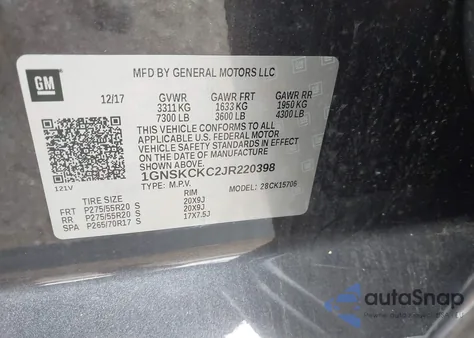 GM
MFD BY GENERAL MOTORS LLC
12/17 GVWR GAWR FRT GAWR RR
3311 KG 1633 KG 1950 KG
7300 LB 3600 LB 4300 LB
THIS VEHICLE CONFORMS TO ALL
APPLICABLE U.S. FEDERAL MOTOR
VEHICLE SAFETY STANDARDS IN EFFECT
ON THE DATE OF MANUFACTURE
SHOWN ABOVE.
1GNSKCKC2JR220398
TYPE: M.P.V. MODEL: 28CK15706
121V
TIRE SIZE RIM
FRT P275/55R20 S 20X9J
RR P275/55R20 S 20X9J
SPA P265/70R17 S 17X7.5J
autoSnap